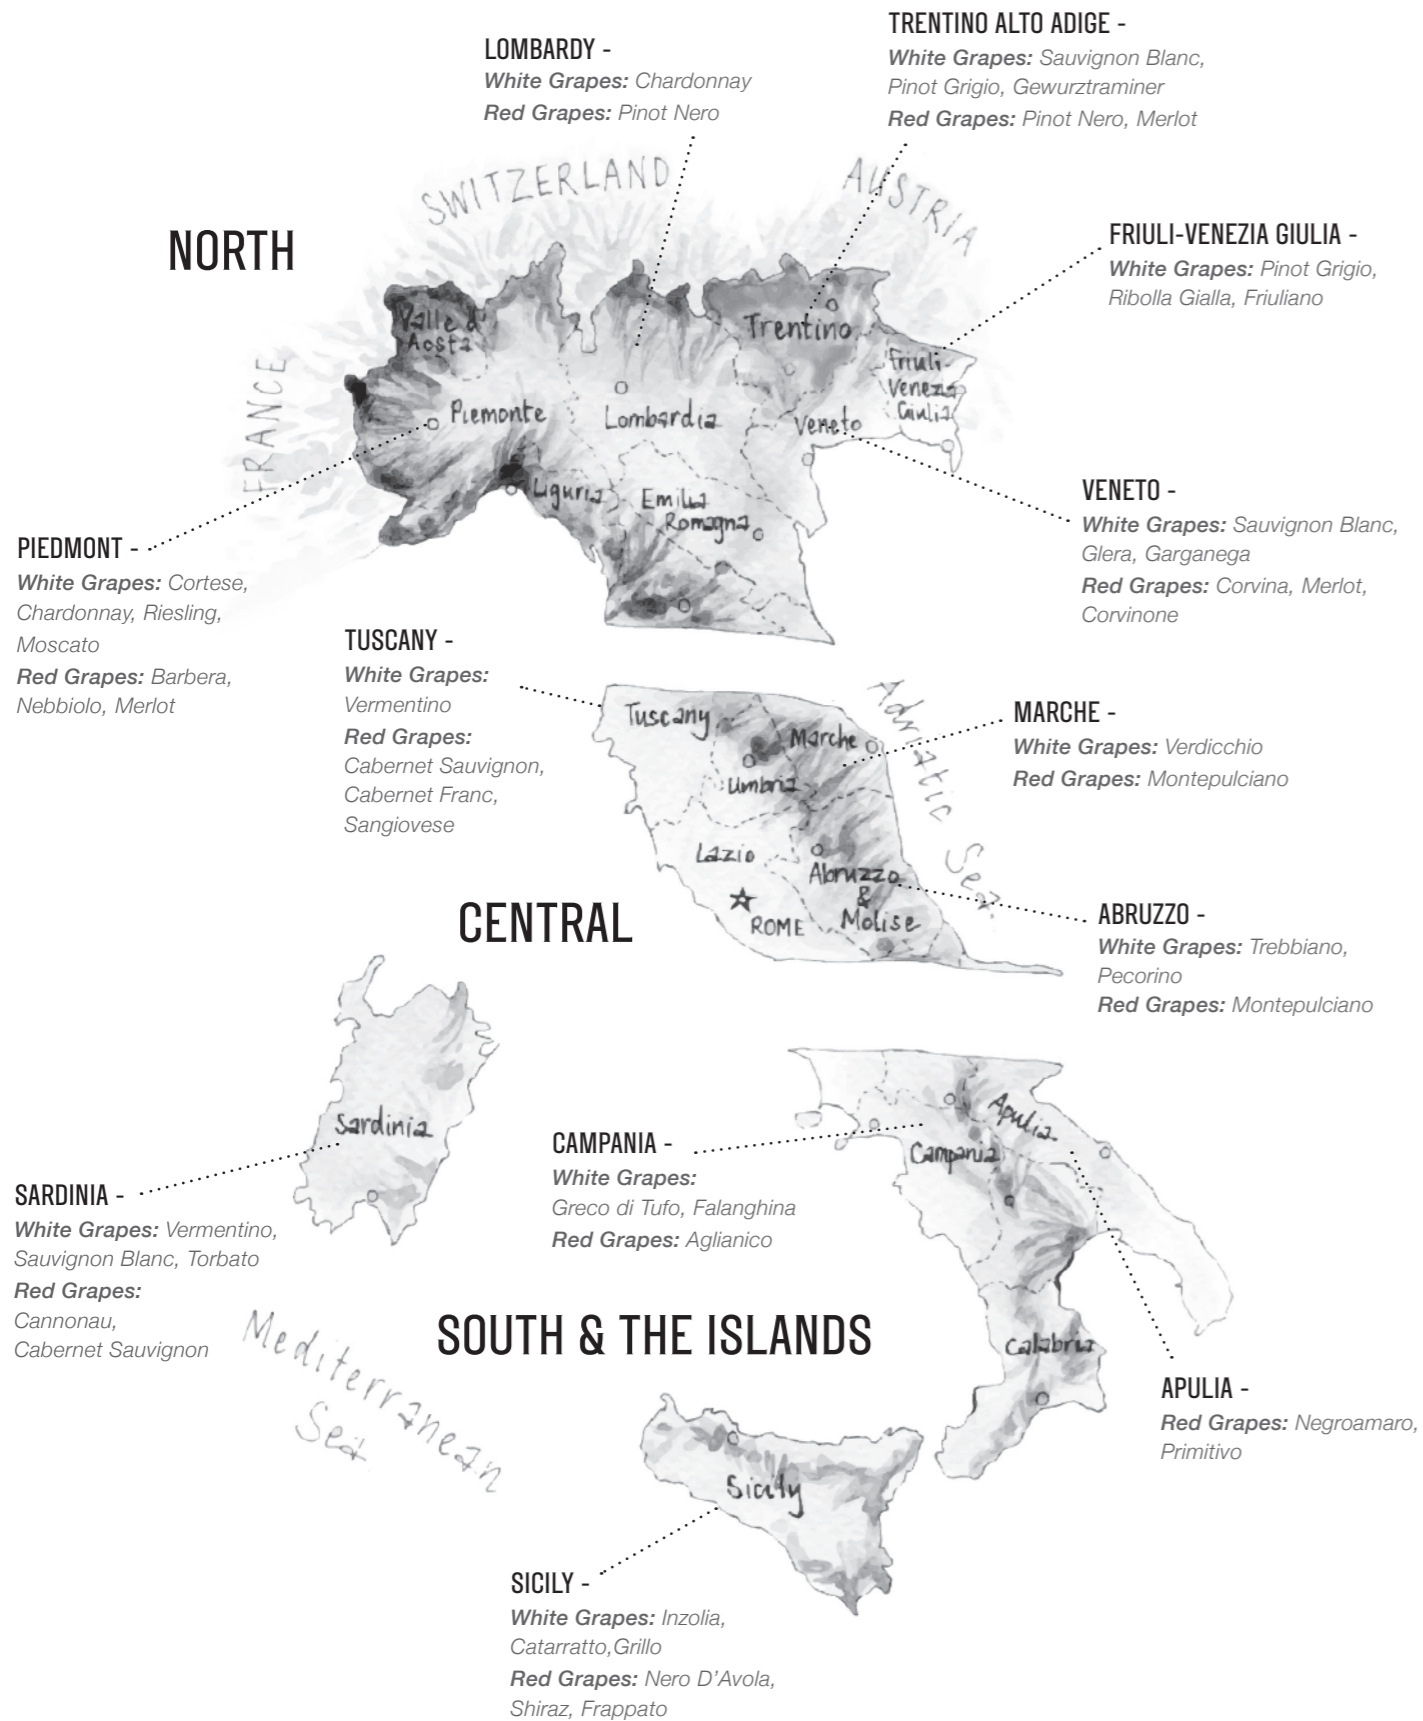 LOMBARDY -
White Grapes: Chardonnay
Red Grapes: Pinot Nero
TRENTINO ALTO ADIGE -
White Grapes: Sauvignon Blanc,
Pinot Grigio, Gewurztraminer
Red Grapes: Pinot Nero, Merlot
SWITZERLAND
AUSTRIA
NORTH
FRIULI-VENEZIA GIULIA -
White Grapes: Pinot Grigio,
Ribolla Gialla, Friuliano
FRANCE
Valle d'
Aosta
Piemonte
Lombardia
Trentino
Friuli-
Venezia
Giulia
Veneto
Liguria
Emilia
Romagna
VENETO -
White Grapes: Sauvignon Blanc,
Glera, Garganega
Red Grapes: Corvina, Merlot,
Corvinone
PIEDMONT -
White Grapes: Cortese,
Chardonnay, Riesling,
Moscato
Red Grapes: Barbera,
Nebbiolo, Merlot
TUSCANY -
White Grapes:
Vermentino
Red Grapes:
Cabernet Sauvignon,
Cabernet Franc,
Sangiovese
Tuscany
Marche
Umbria
Lazio
ROME
Abruzzo
&
Molise
Adriatic Sea
MARCHE -
White Grapes: Verdicchio
Red Grapes: Montepulciano
CENTRAL
ABRUZZO -
White Grapes: Trebbiano,
Pecorino
Red Grapes: Montepulciano
Sardinia
SARDINIA -
White Grapes: Vermentino,
Sauvignon Blanc, Torbato
Red Grapes:
Cannonau,
Cabernet Sauvignon
CAMPANIA -
White Grapes:
Greco di Tufo, Falanghina
Red Grapes: Aglianico
Apulia
Campania
Calabria
Mediterranean
Sea
SOUTH & THE ISLANDS
APULIA -
Red Grapes: Negroamaro,
Primitivo
Sicily
SICILY -
White Grapes: Inzolia,
Catarratto,Grillo
Red Grapes: Nero D'Avola,
Shiraz, Frappato